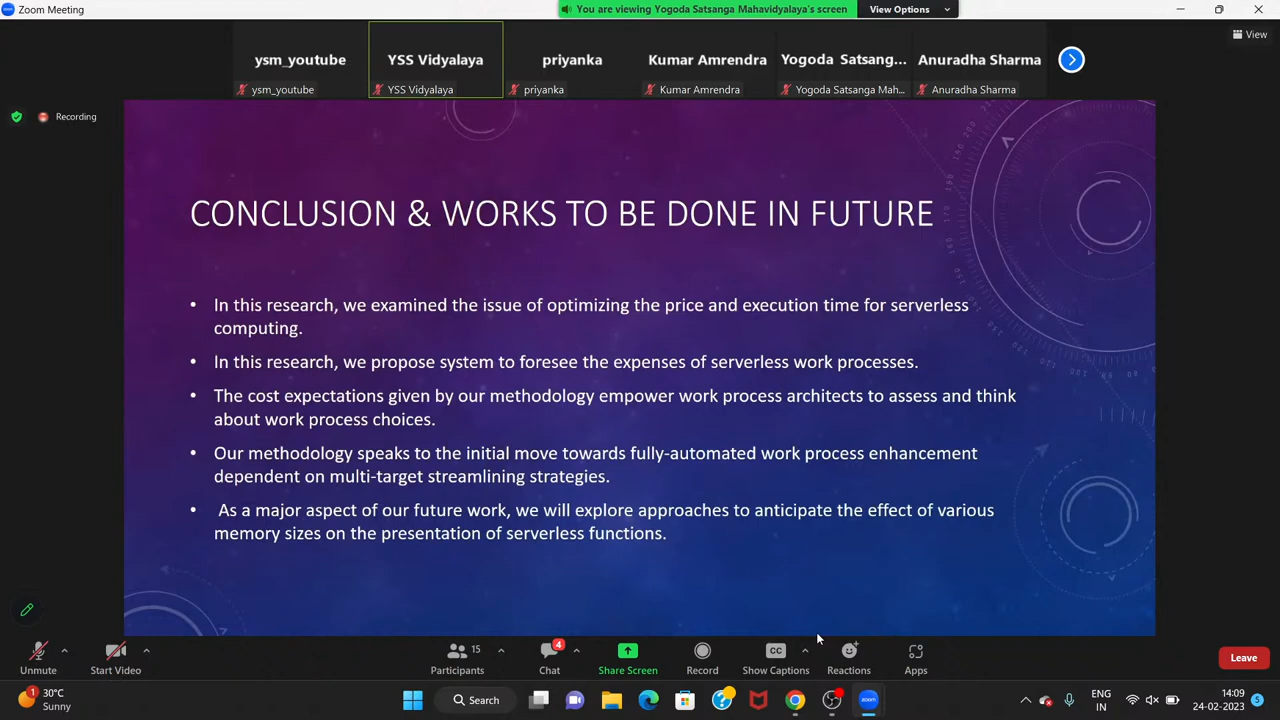 Zoom Meeting
You are viewing Yogoda Satsanga Mahavidyalaya's screen
View Options
ysm_youtube
YSS Vidyalaya
priyanka
Kumar Amrendra
Yogoda Satsang...
Anuradha Sharma
View
ysm_youtube
YSS Vidyalaya
priyanka
Kumar Amrendra
Yogoda Satsanga Mah...
Anuradha Sharma
Recording
CONCLUSION & WORKS TO BE DONE IN FUTURE
• In this research, we examined the issue of optimizing the price and execution time for serverless
computing.
• In this research, we propose system to foresee the expenses of serverless work processes.
• The cost expectations given by our methodology empower work process architects to assess and think
about work process choices.
• Our methodology speaks to the initial move towards fully-automated work process enhancement
dependent on multi-target streamlining strategies.
• As a major aspect of our future work, we will explore approaches to anticipate the effect of various
memory sizes on the presentation of serverless functions.
Unmute
Start Video
15
Participants
4
Chat
Share Screen
Record
CC
Show Captions
Reactions
Apps
Leave
1
30°C
Sunny
Search
zoom
ENG
IN
14:09
24-02-2023
5